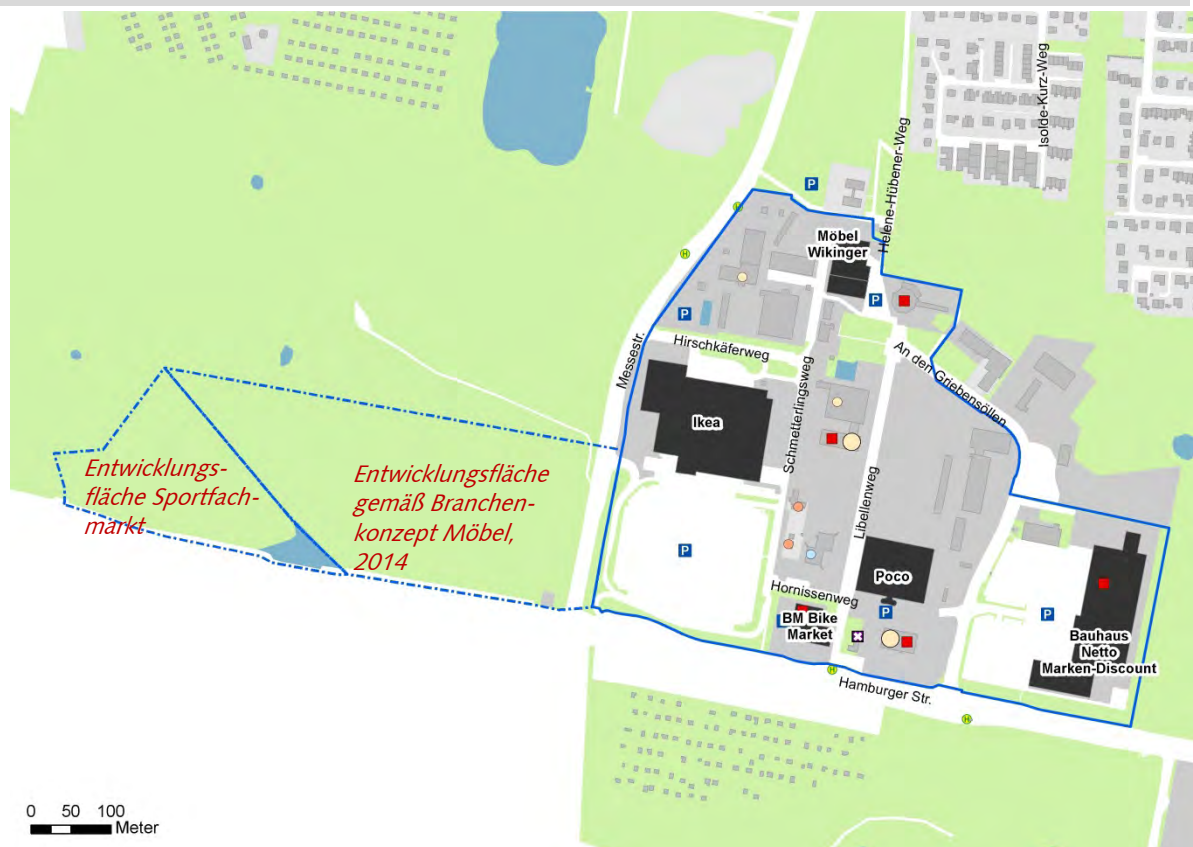 Isolde-Kurz-Weg
Helene-Hübener-Weg
P
H
Möbel
Wikinger
H
P
P
Hirschkäferweg
An den Griebensöllen
Messestr.
Ikea
Schmetterlingsweg
Entwicklungs-
fläche Sportfach-
markt
Entwicklungsfläche
gemäß Branchen-
konzept Möbel,
2014
Libellenweg
P
Poco
Hornissenweg
P
BM Bike
Market
P
P
Bauhaus
Netto
Marken-Discount
H
Hamburger Str.
H
0 50 100
Meter